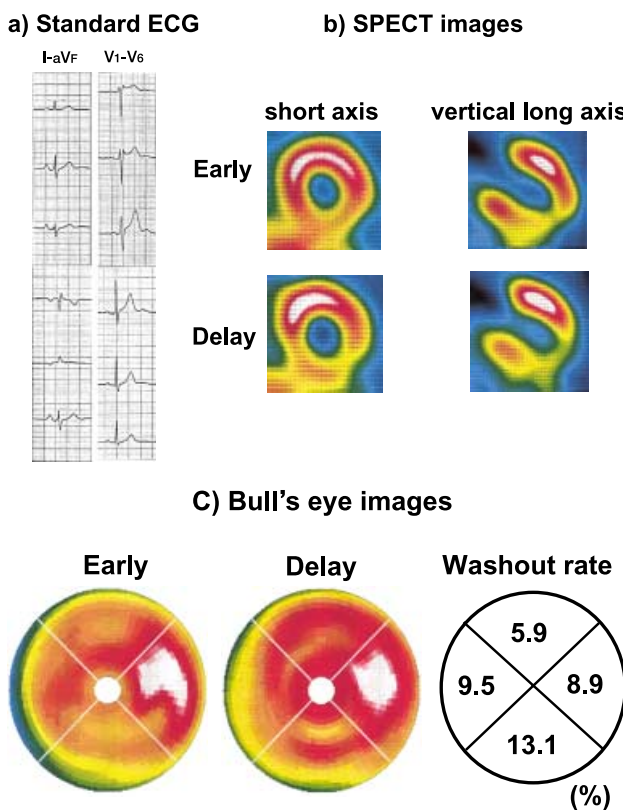 a) Standard ECG
I-aVF
V1-V6
b) SPECT images
short axis
vertical long axis
Early
Delay
C) Bull's eye images
Early
Delay
Washout rate
5.9
9.5
8.9
13.1
(%)